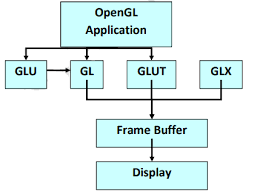 OpenGL
Application
GLU
GL
GLUT
GLX
Frame Buffer
Display